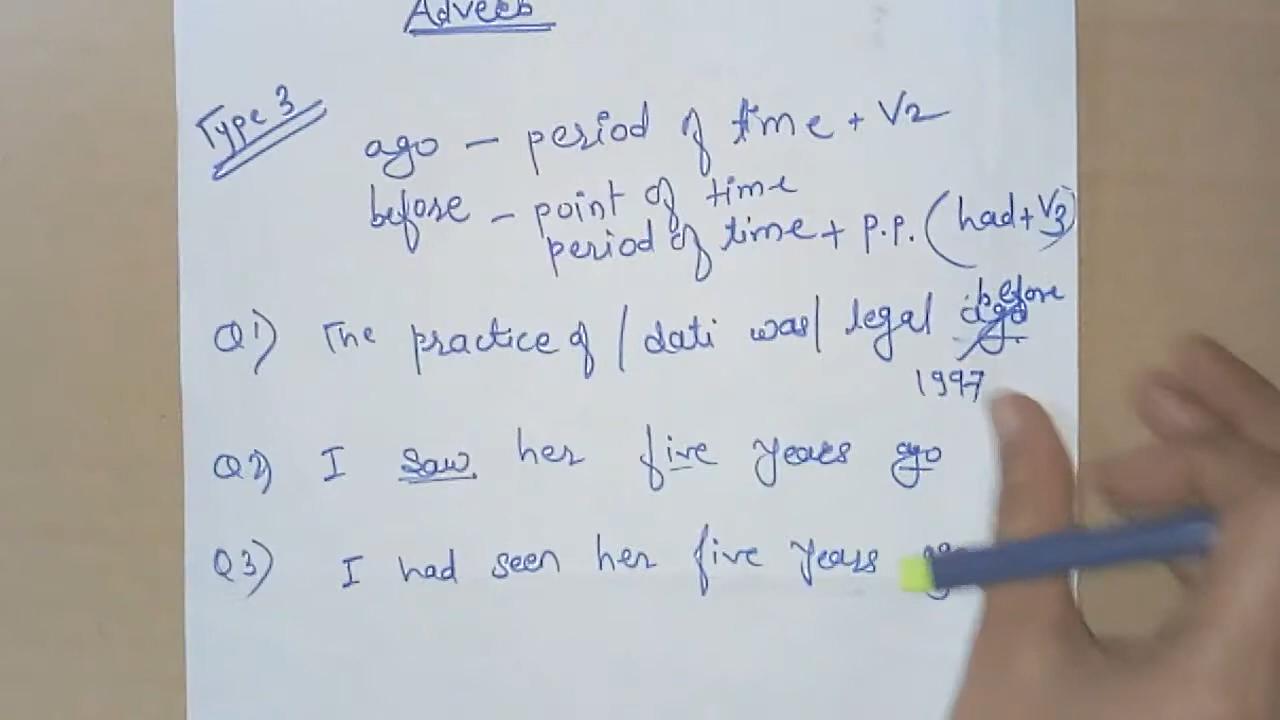 Adverb
Type 3
ago - period of time + V2
before - point of time
period of time + p.p. (had + V3)
before
Q1) The practice of / dati was / legal ago.
1997
Q2) I saw her five years ago
Q3) I had seen her five years